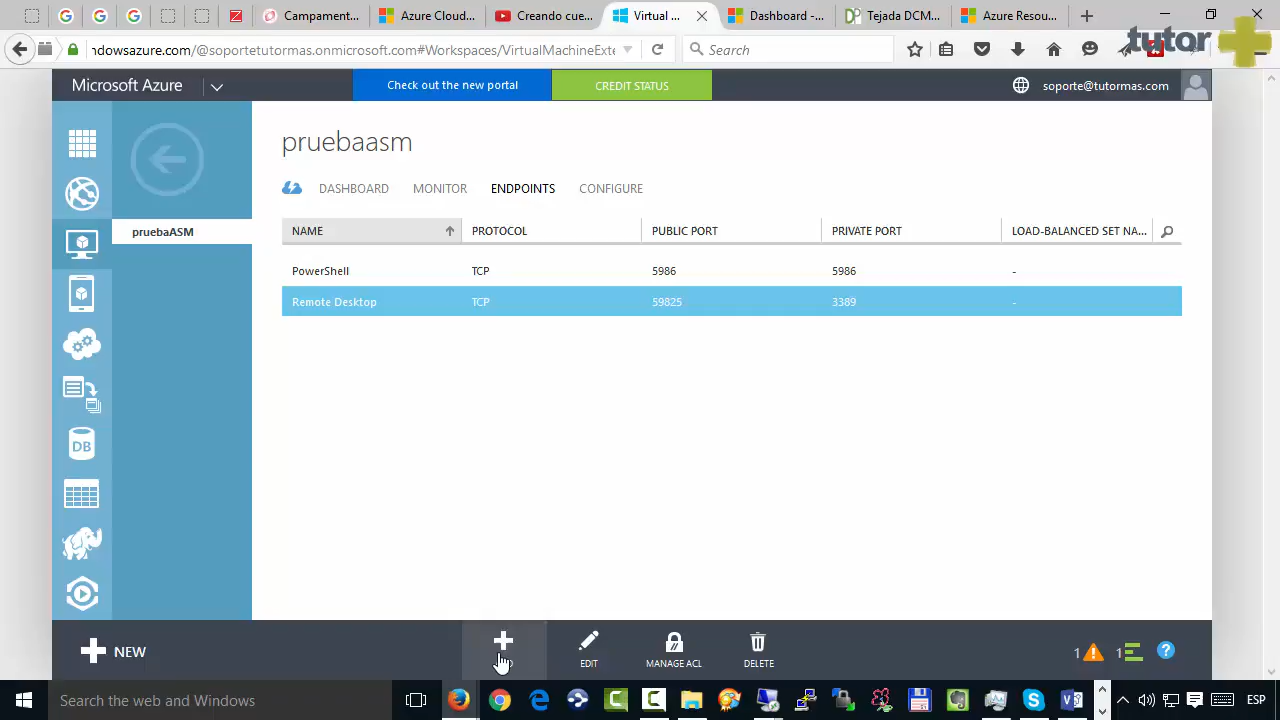 Campament...
Azure Cloud...
Creando cue...
Virtual ...
Dashboard -...
Tejada DCM...
Azure Resou...
ndowsazure.com/@soportetutormas.onmicrosoft.com#Workspaces/VirtualMachineExte
Search
tutor
Microsoft Azure
Check out the new portal
CREDIT STATUS
soporte@tutormas.com
pruebaasm
DASHBOARD MONITOR ENDPOINTS CONFIGURE
pruebaASM
NAME PROTOCOL PUBLIC PORT PRIVATE PORT LOAD-BALANCED SET NA...
PowerShell TCP 5986 5986 -
Remote Desktop TCP 59825 3389 -
DB
NEW
EDIT
MANAGE ACL
DELETE
1
1
?
Search the web and Windows
ESP